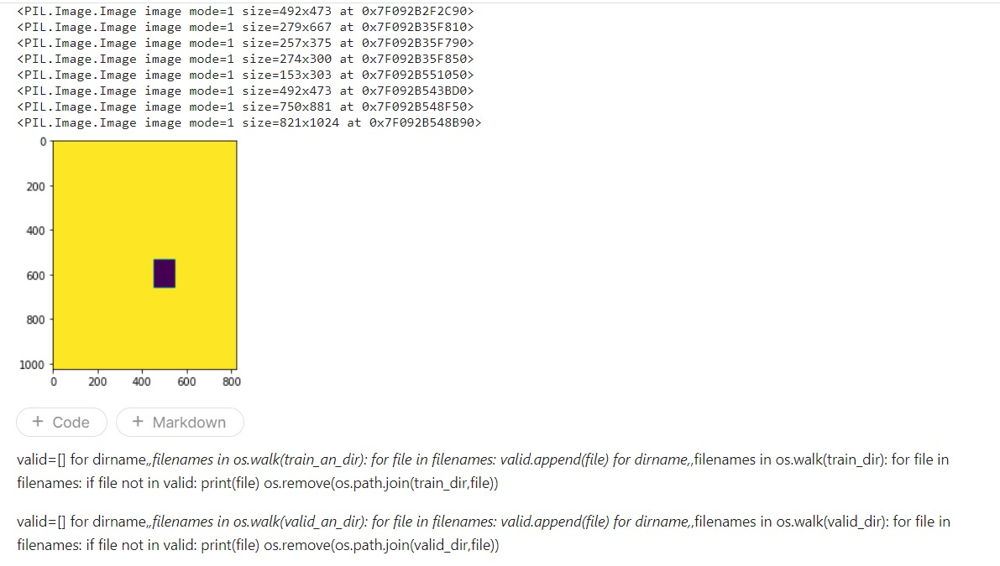 <PIL.Image.Image image mode=1 size=492x473 at 0x7F092B2F2C90>
<PIL.Image.Image image mode=1 size=279x667 at 0x7F092B35F810>
<PIL.Image.Image image mode=1 size=257x375 at 0x7F092B35F790>
<PIL.Image.Image image mode=1 size=274x300 at 0x7F092B35F850>
<PIL.Image.Image image mode=1 size=153x303 at 0x7F092B551050>
<PIL.Image.Image image mode=1 size=492x473 at 0x7F092B543BD0>
<PIL.Image.Image image mode=1 size=750x881 at 0x7F092B548F50>
<PIL.Image.Image image mode=1 size=821x1024 at 0x7F092B548B90>
0
200
400
600
800
1000
0 200 400 600 800
+ Code + Markdown
valid=[] for dirname,,filenames in os.walk(train_an_dir): for file in filenames: valid.append(file) for dirname,,filenames in os.walk(train_dir): for file in
filenames: if file not in valid: print(file) os.remove(os.path.join(train_dir,file))
valid=[] for dirname,,filenames in os.walk(valid_an_dir): for file in filenames: valid.append(file) for dirname,,filenames in os.walk(valid_dir): for file in
filenames: if file not in valid: print(file) os.remove(os.path.join(valid_dir,file))